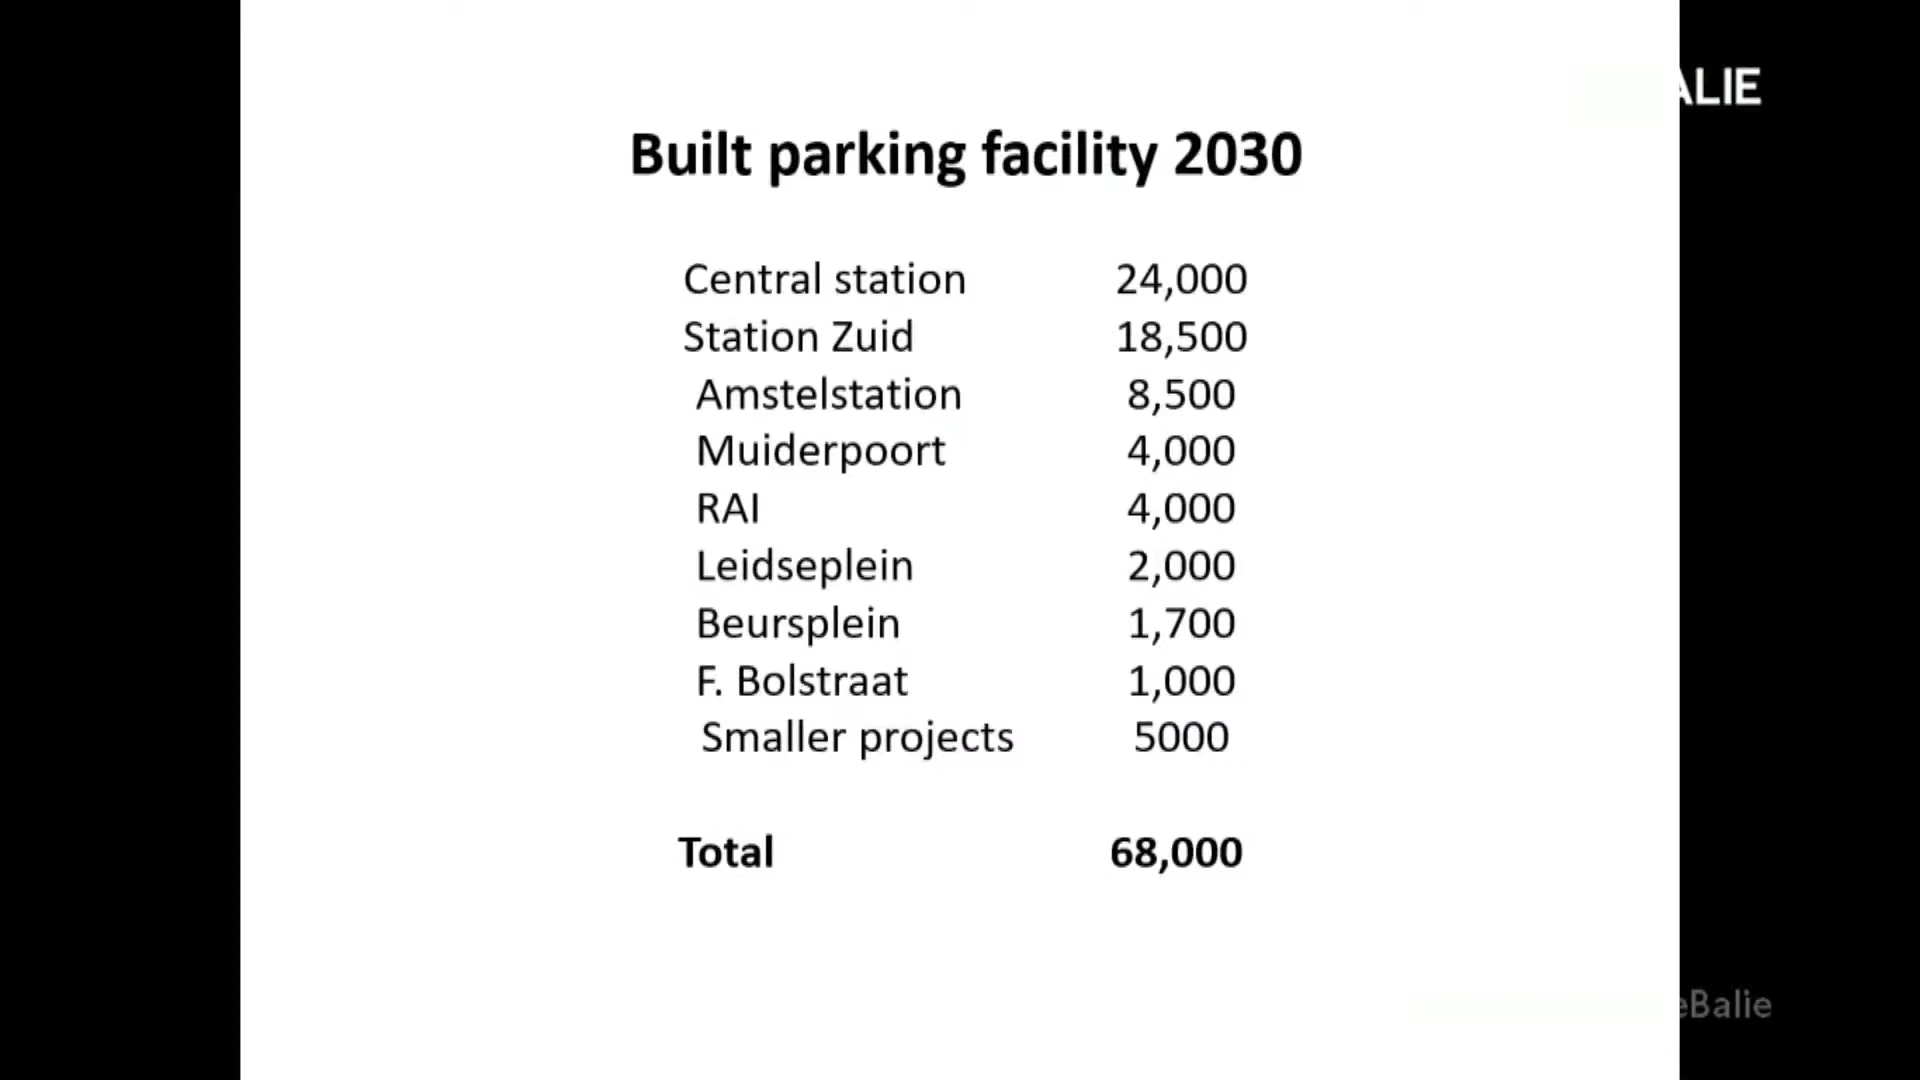 ALIE
Built parking facility 2030
Central station 24,000
Station Zuid 18,500
Amstelstation 8,500
Muiderpoort 4,000
RAI 4,000
Leidseplein 2,000
Beursplein 1,700
F. Bolstraat 1,000
Smaller projects 5000
Total 68,000
eBalie